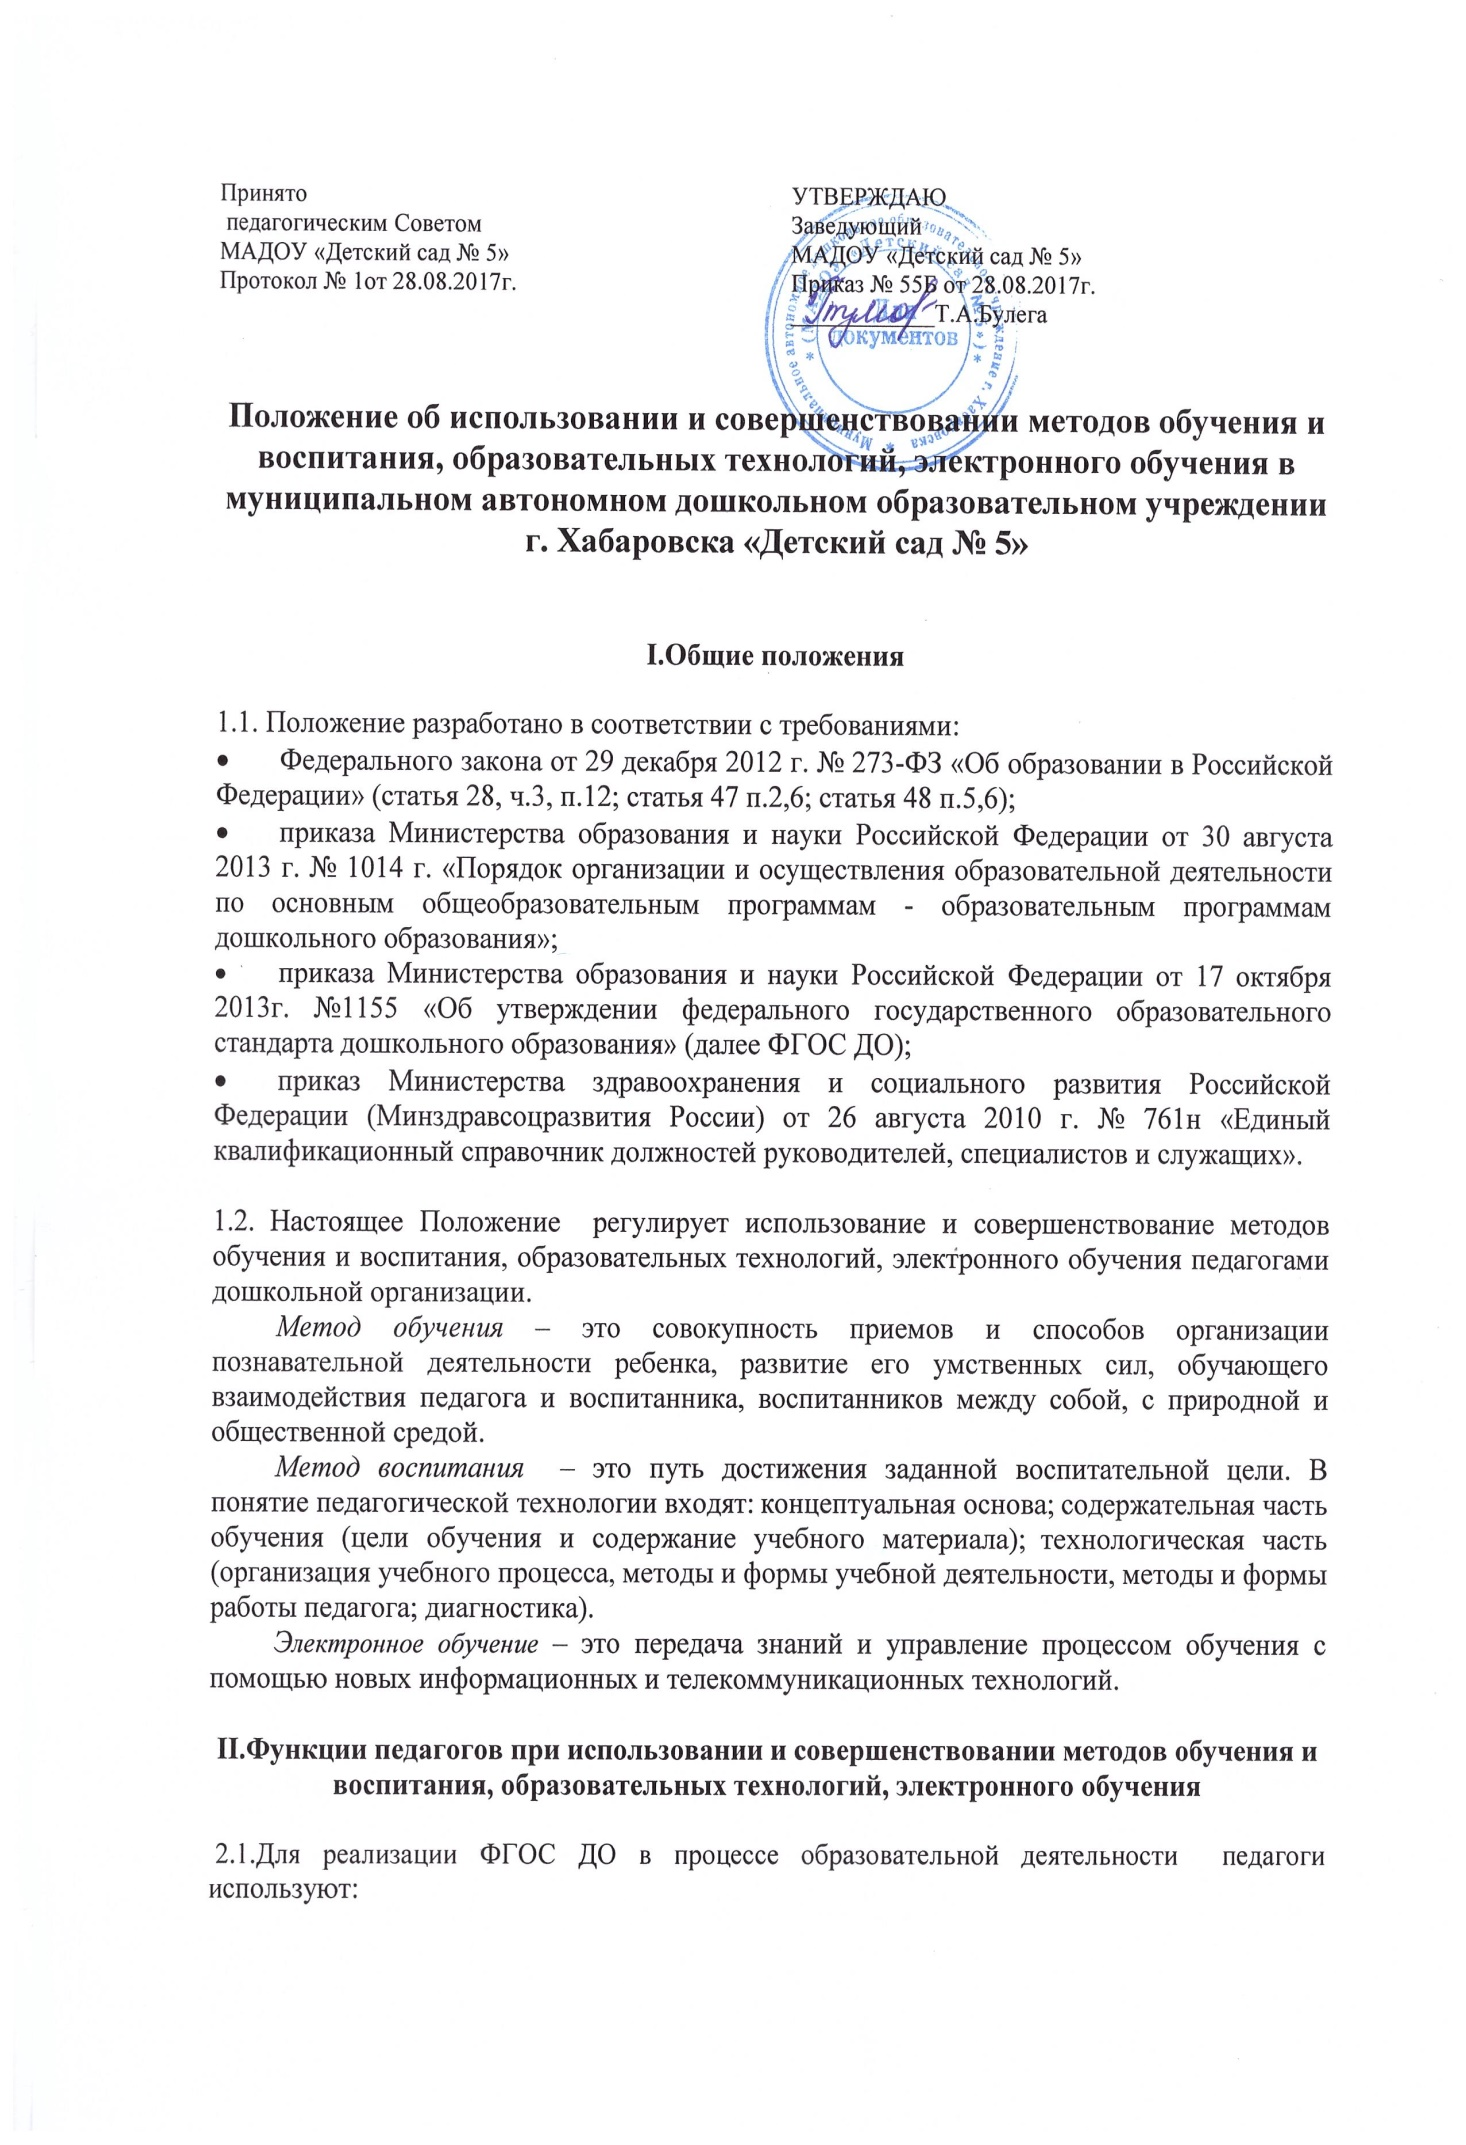 Принято
педагогическим Советом
МАДОУ «Детский сад № 5»
Протокол № 1от 28.08.2017г.
УТВЕРЖДАЮ
Заведующий
МАДОУ «Детский сад № 5»
Приказ № 55Б от 28.08.2017г.
____________Т.А.Булега
документов
Положение об использовании и совершенствовании методов обучения и
воспитания, образовательных технологий, электронного обучения в
муниципальном автономном дошкольном образовательном учреждении
г. Хабаровска «Детский сад № 5»
I.Общие положения
1.1. Положение разработано в соответствии с требованиями:
• Федерального закона от 29 декабря 2012 г. № 273-ФЗ «Об образовании в Российской
Федерации» (статья 28, ч.3, п.12; статья 47 п.2,6; статья 48 п.5,6);
• приказа Министерства образования и науки Российской Федерации от 30 августа
2013 г. № 1014 г. «Порядок организации и осуществления образовательной деятельности
по основным общеобразовательным программам - образовательным программам
дошкольного образования»;
• приказа Министерства образования и науки Российской Федерации от 17 октября
2013г. №1155 «Об утверждении федерального государственного образовательного
стандарта дошкольного образования» (далее ФГОС ДО);
• приказ Министерства здравоохранения и социального развития Российской
Федерации (Минздравсоцразвития России) от 26 августа 2010 г. № 761н «Единый
квалификационный справочник должностей руководителей, специалистов и служащих».
1.2. Настоящее Положение регулирует использование и совершенствование методов
обучения и воспитания, образовательных технологий, электронного обучения педагогами
дошкольной организации.
Метод обучения – это совокупность приемов и способов организации
познавательной деятельности ребенка, развитие его умственных сил, обучающего
взаимодействия педагога и воспитанника, воспитанников между собой, с природной и
общественной средой.
Метод воспитания – это путь достижения заданной воспитательной цели. В
понятие педагогической технологии входят: концептуальная основа; содержательная часть
обучения (цели обучения и содержание учебного материала); технологическая часть
(организация учебного процесса, методы и формы учебной деятельности, методы и формы
работы педагога; диагностика).
Электронное обучение – это передача знаний и управление процессом обучения с
помощью новых информационных и телекоммуникационных технологий.
II.Функции педагогов при использовании и совершенствовании методов обучения и
воспитания, образовательных технологий, электронного обучения
2.1.Для реализации ФГОС ДО в процессе образовательной деятельности педагоги
используют: